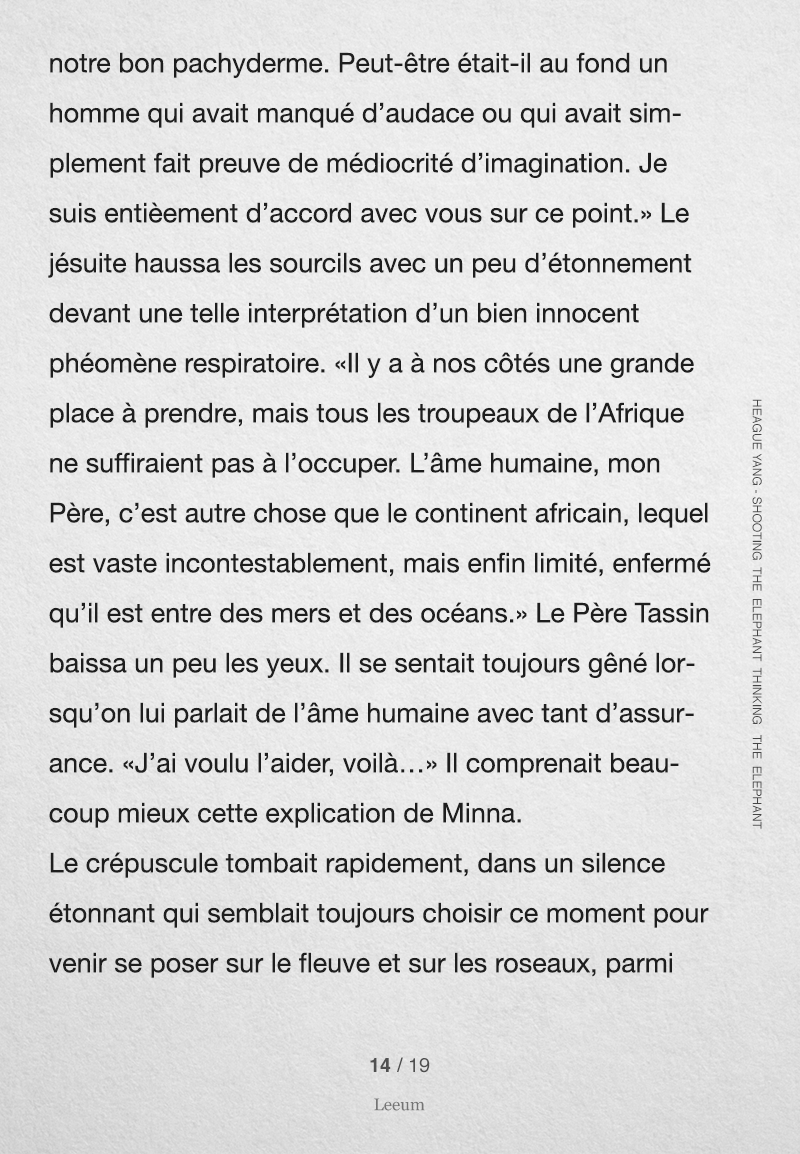 notre bon pachyderme. Peut-être était-il au fond un
homme qui avait manqué d’audace ou qui avait sim-
plement fait preuve de médiocrité d’imagination. Je
suis entièement d’accord avec vous sur ce point.» Le
jésuite haussa les sourcils avec un peu d’étonnement
devant une telle interprétation d’un bien innocent
phéomène respiratoire. «Il y a à nos côtés une grande
place à prendre, mais tous les troupeaux de l’Afrique
ne suffiraient pas à l’occuper. L’âme humaine, mon
Père, c’est autre chose que le continent africain, lequel
est vaste incontestablement, mais enfin limité, enfermé
qu’il est entre des mers et des océans.» Le Père Tassin
baissa un peu les yeux. Il se sentait toujours gêné lor-
squ’on lui parlait de l’âme humaine avec tant d’assur-
ance. «J’ai voulu l’aider, voilà…» Il comprenait beau-
coup mieux cette explication de Minna.
Le crépuscule tombait rapidement, dans un silence
étonnant qui semblait toujours choisir ce moment pour
venir se poser sur le fleuve et sur les roseaux, parmi
HEAGUE YANG - SHOOTING THE ELEPHANT THINKING THE ELEPHANT
14 / 19
Leeum